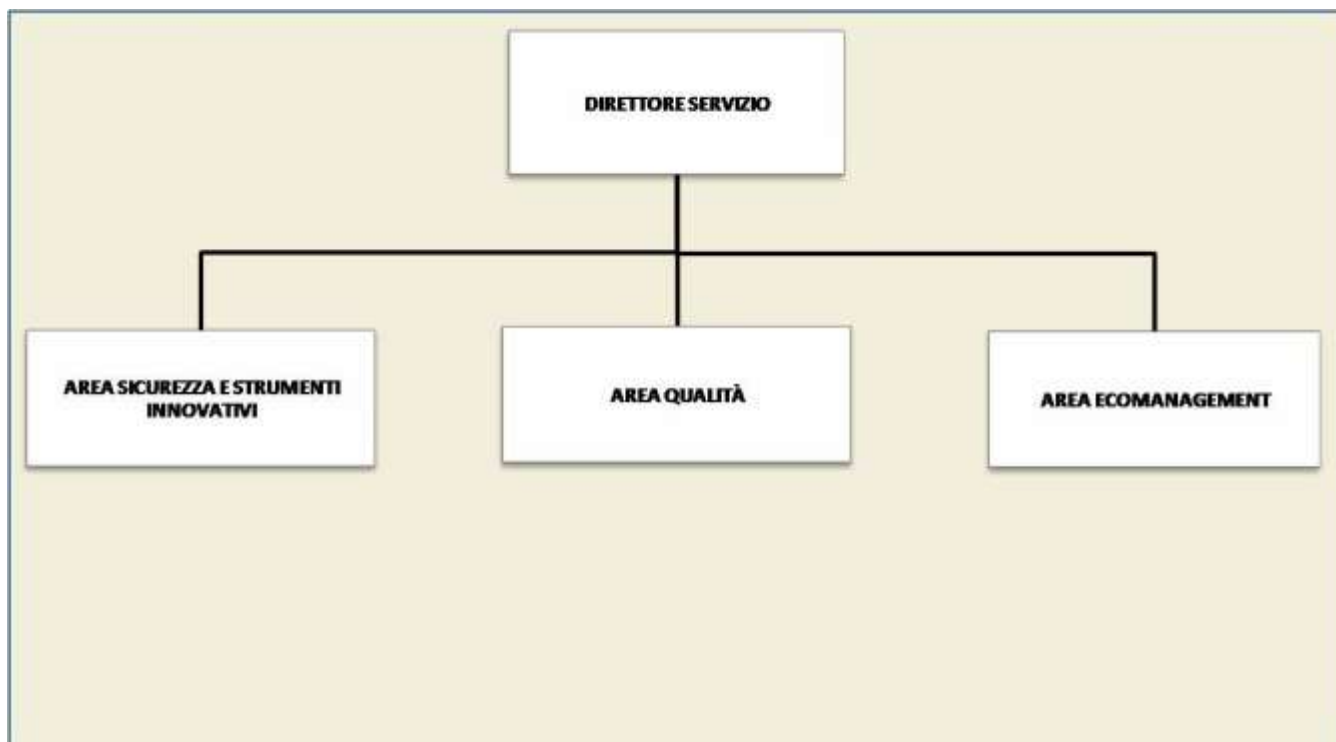 DIRETTORE SERVIZIO
AREA SICUREZZA E STRUMENTI
INNOVATIVI
AREA QUALITÀ
AREA ECOMANAGEMENT